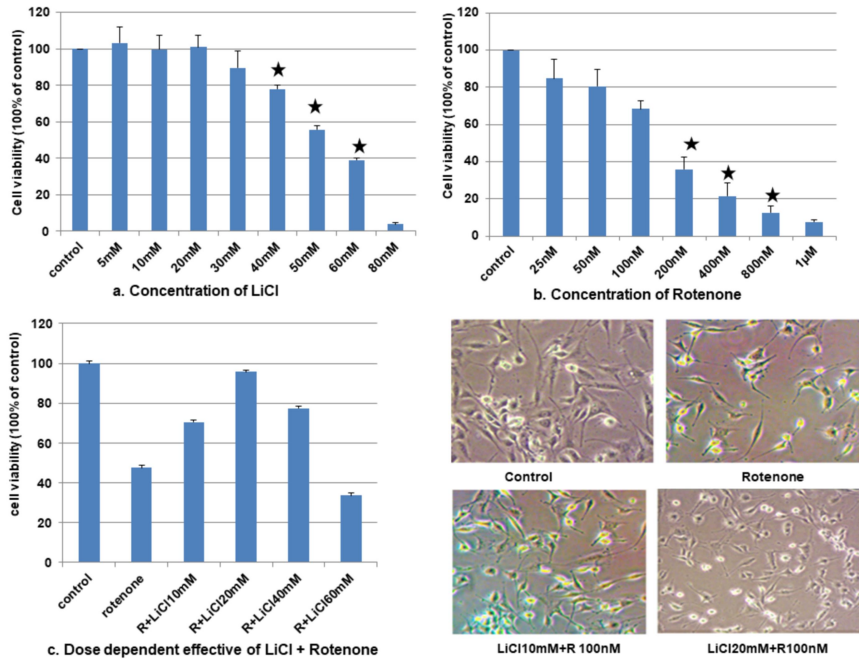 Cell viability (100% of control)
120
100
80
60
40
20
0
control
5mM
10mM
20mM
30mM
40mM
50mM
60mM
80mM
a. Concentration of LiCl
Cell viability (100% of control)
120
100
80
60
40
20
0
control
25nM
50nM
100nM
200nM
400nM
800nM
1µM
b. Concentration of Rotenone
cell viability (100% of control)
120
100
80
60
40
20
0
control
rotenone
R+LiCl10mM
R+LiCl20mM
R+LiCl40mM
R+LiCl60mM
c. Dose dependent effective of LiCl + Rotenone
Control
Rotenone
LiCl10mM+R 100nM
LiCl20mM+R100nM